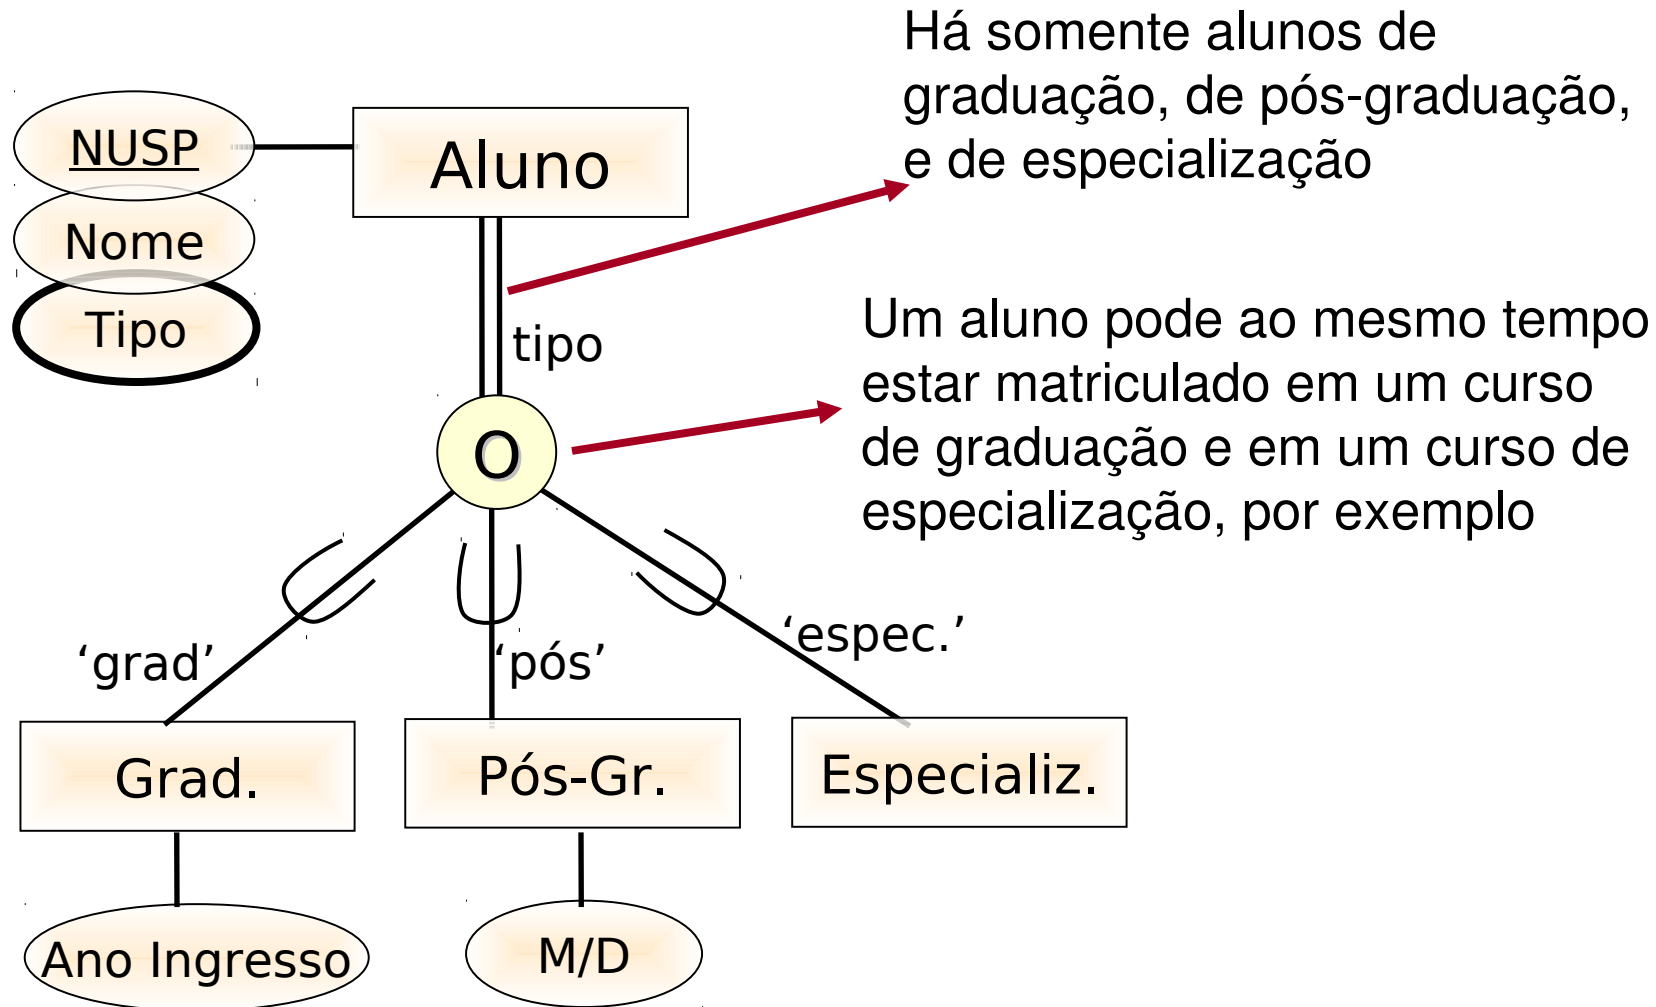 Há somente alunos de
graduação, de pós-graduação,
e de especialização
NUSP
Aluno
Nome
Tipo
tipo
Um aluno pode ao mesmo tempo
estar matriculado em um curso
de graduação e em um curso de
especialização, por exemplo
O
‘grad’
‘pós’
‘espec.’
Grad.
Pós-Gr.
Especializ.
Ano Ingresso
M/D